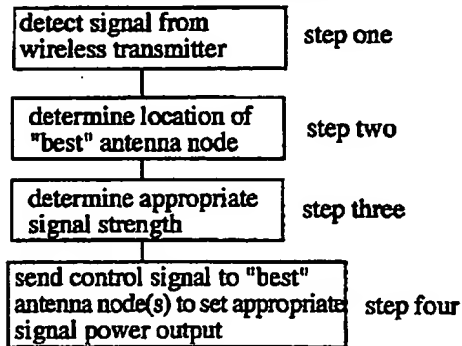 detect signal from
wireless transmitter
step one
determine location of
"best" antenna node
step two
determine appropriate
signal strength
step three
send control signal to "best"
antenna node(s) to set appropriate
signal power output
step four